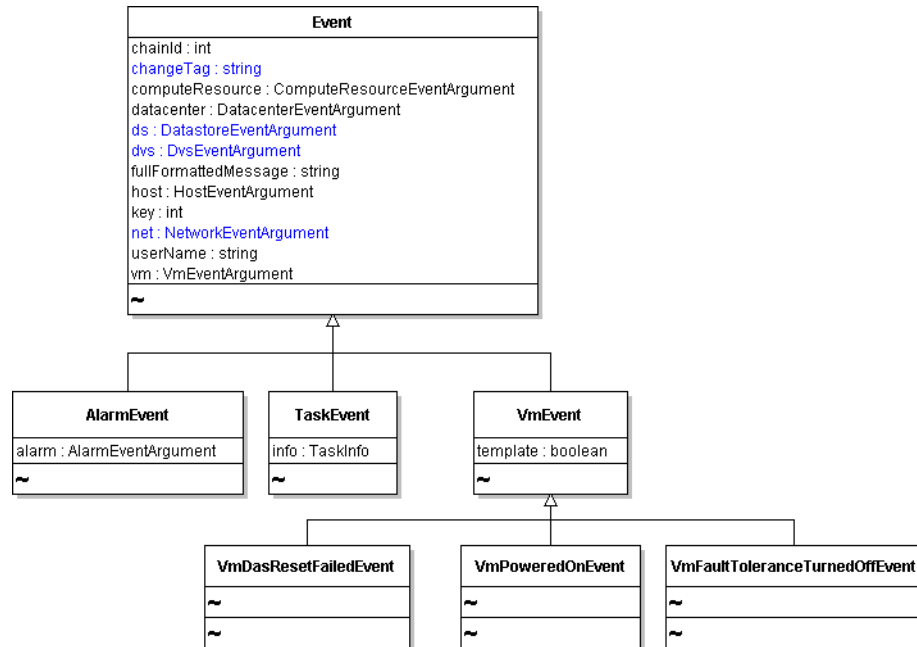 Event
chainId : int
changeTag : string
computeResource : ComputeResourceEventArgument
datacenter : DatacenterEventArgument
ds : DatastoreEventArgument
dvs : DvsEventArgument
fullFormattedMessage : string
host : HostEventArgument
key : int
net : NetworkEventArgument
userName : string
vm : VmEventArgument
~
AlarmEvent
alarm : AlarmEventArgument
~
TaskEvent
info : TaskInfo
~
VmEvent
template : boolean
~
VmDasResetFailedEvent
~
~
VmPoweredOnEvent
~
~
VmFaultToleranceTurnedOffEvent
~
~